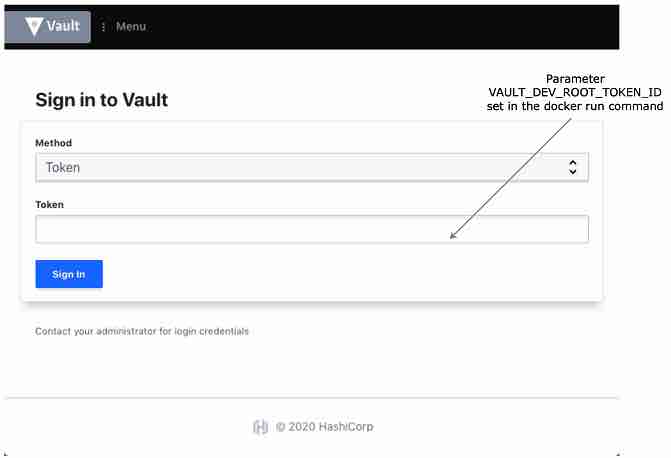 Vault
Menu
Parameter
VAULT_DEV_ROOT_TOKEN_ID
set in the docker run command
Sign in to Vault
Method
Token
Token
Sign In
Contact your administrator for login credentials
© 2020 HashiCorp